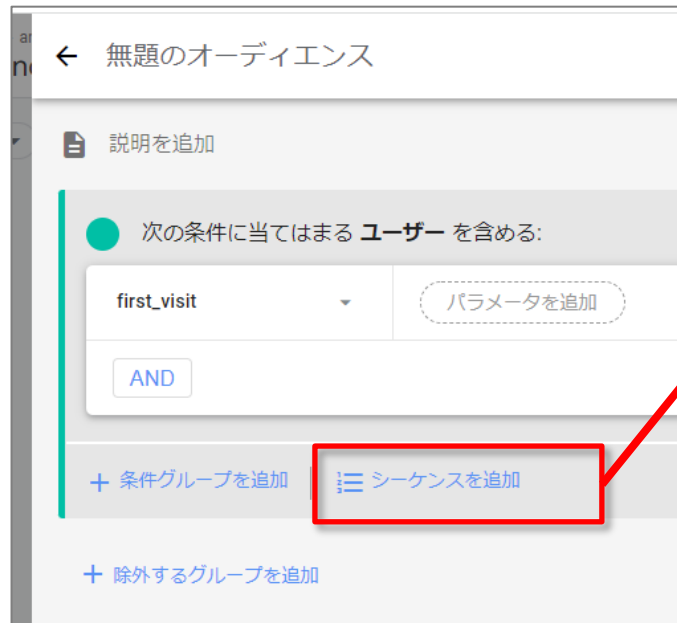 無題のオーディエンス
説明を追加
次の条件に当てはまる ユーザー を含める:
first_visit パラメータを追加
AND
+ 条件グループを追加 シーケンスを追加
+ 除外するグループを追加